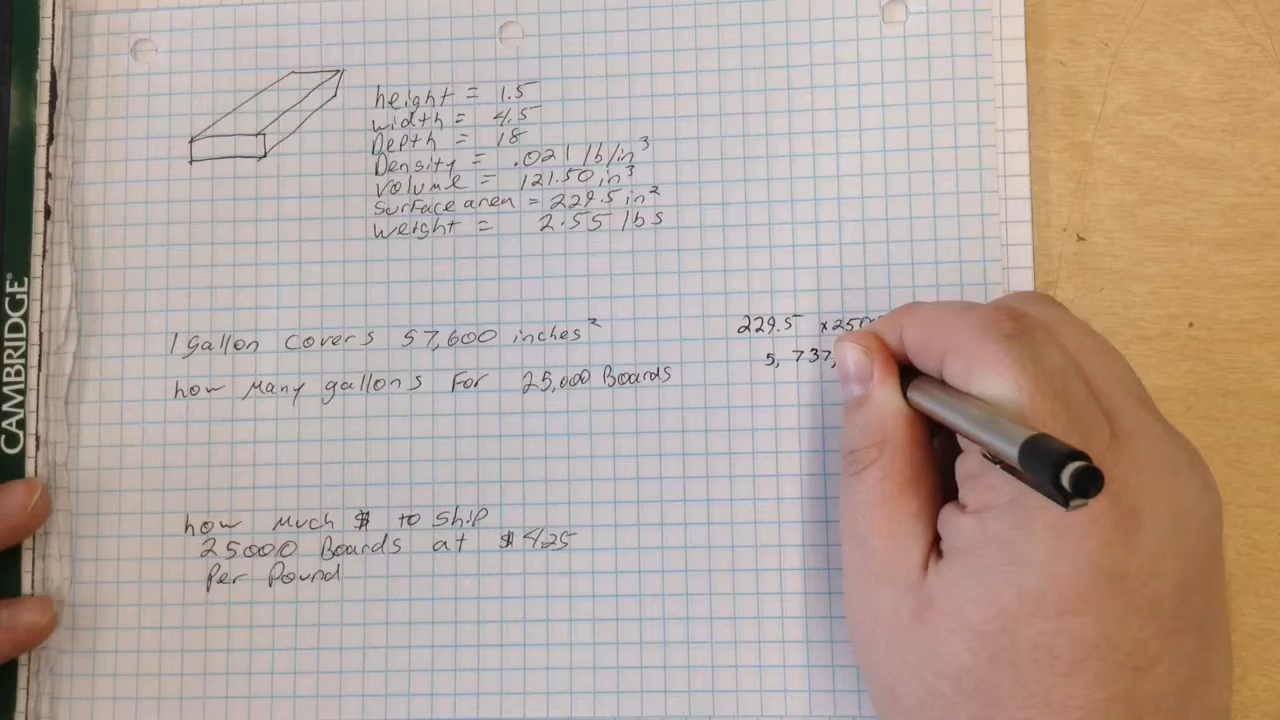 CAMBRIDGE®
height = 1.5
width = 4.5
Depth = 18
Density = .021 lb/in³
volume = 121.50 in³
surface area = 229.5 in²
weight = 2.55 lbs
1 gallon covers 57,600 inches²
229.5 x250
how many gallons for 25,000 Boards
5, 737,
how much $ to ship
25000 Boards at $ 4.25
Per Pound